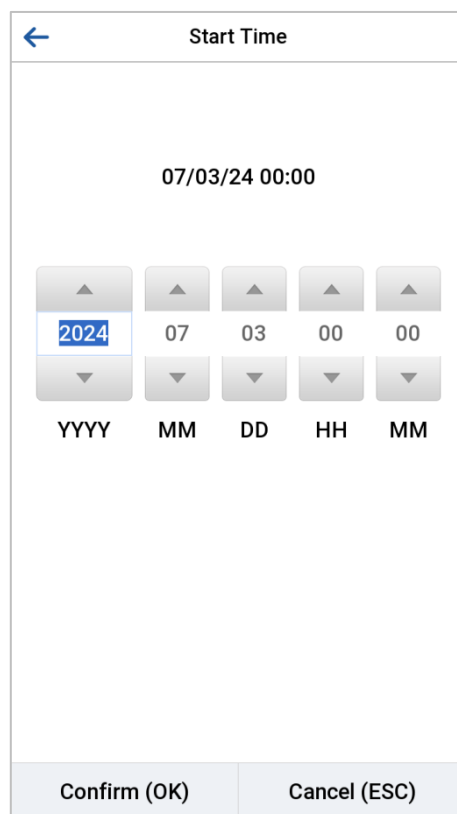 Start Time
07/03/24 00:00
2024 07 03 00 00
YYYY MM DD HH MM
Confirm (OK) Cancel (ESC)